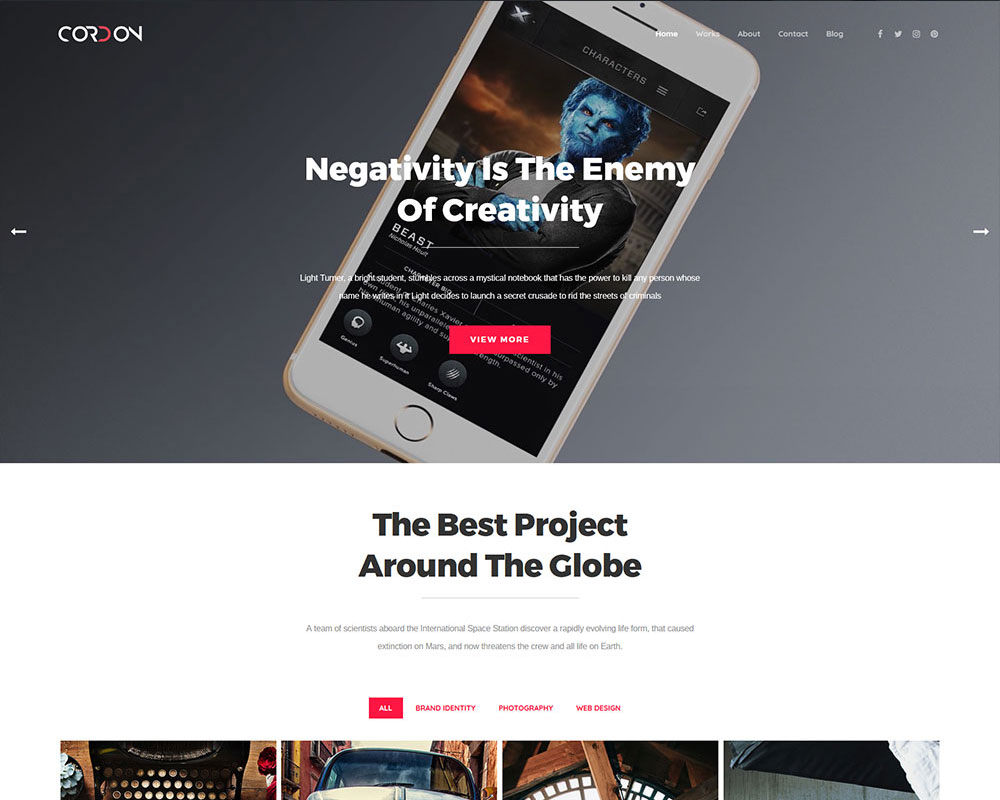 CORDON
Home Works About Contact Blog
CHARACTERS
Negativity Is The Enemy
Of Creativity
BEAST
Nicholas Hoult
Light Turner, a bright student, stumbles across a mystical notebook that has the power to kill any person whose
name he writes in it Light decides to launch a secret crusade to rid the streets of criminals
VIEW MORE
Genius
Superhuman
Sharp Claws
The Best Project
Around The Globe
A team of scientists aboard the International Space Station discover a rapidly evolving life form, that caused
extinction on Mars, and now threatens the crew and all life on Earth.
ALL BRAND IDENTITY PHOTOGRAPHY WEB DESIGN